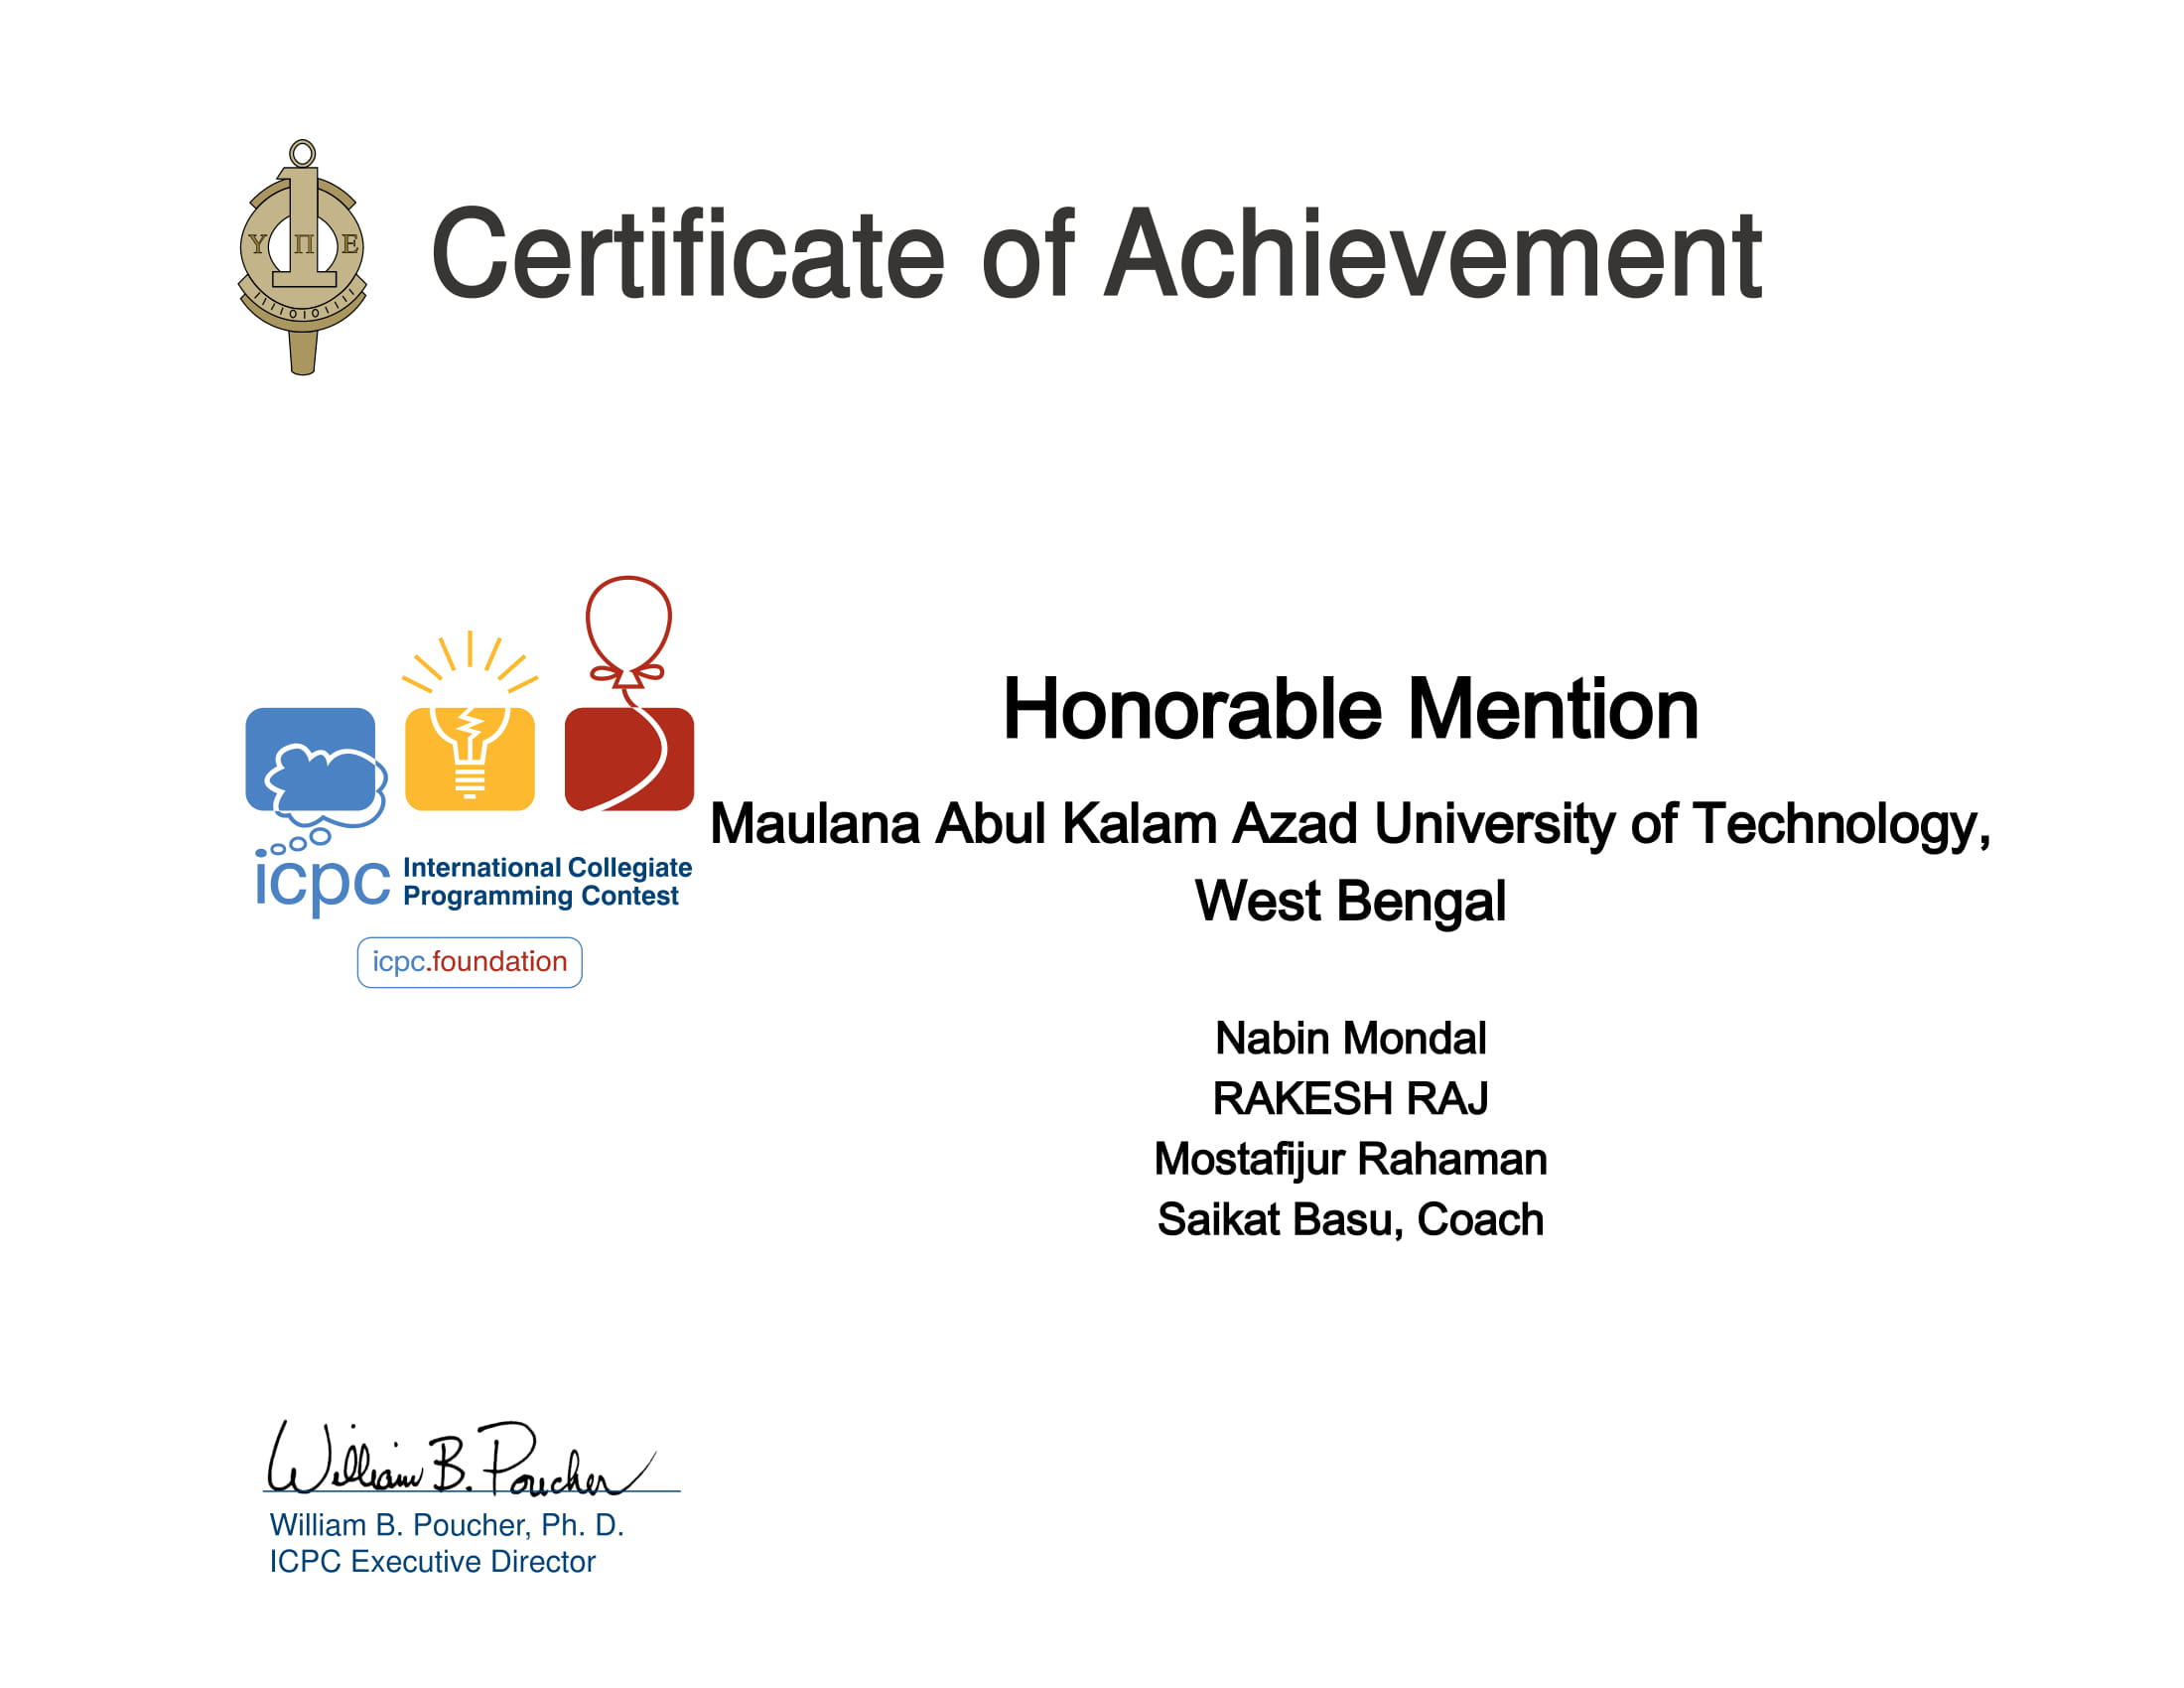 Certificate of Achievement
Υ Π Ε
icpc International Collegiate
Programming Contest
icpc.foundation
Honorable Mention
Maulana Abul Kalam Azad University of Technology,
West Bengal
Nabin Mondal
RAKESH RAJ
Mostafijur Rahaman
Saikat Basu, Coach
William B. Poucher
William B. Poucher, Ph. D.
ICPC Executive Director